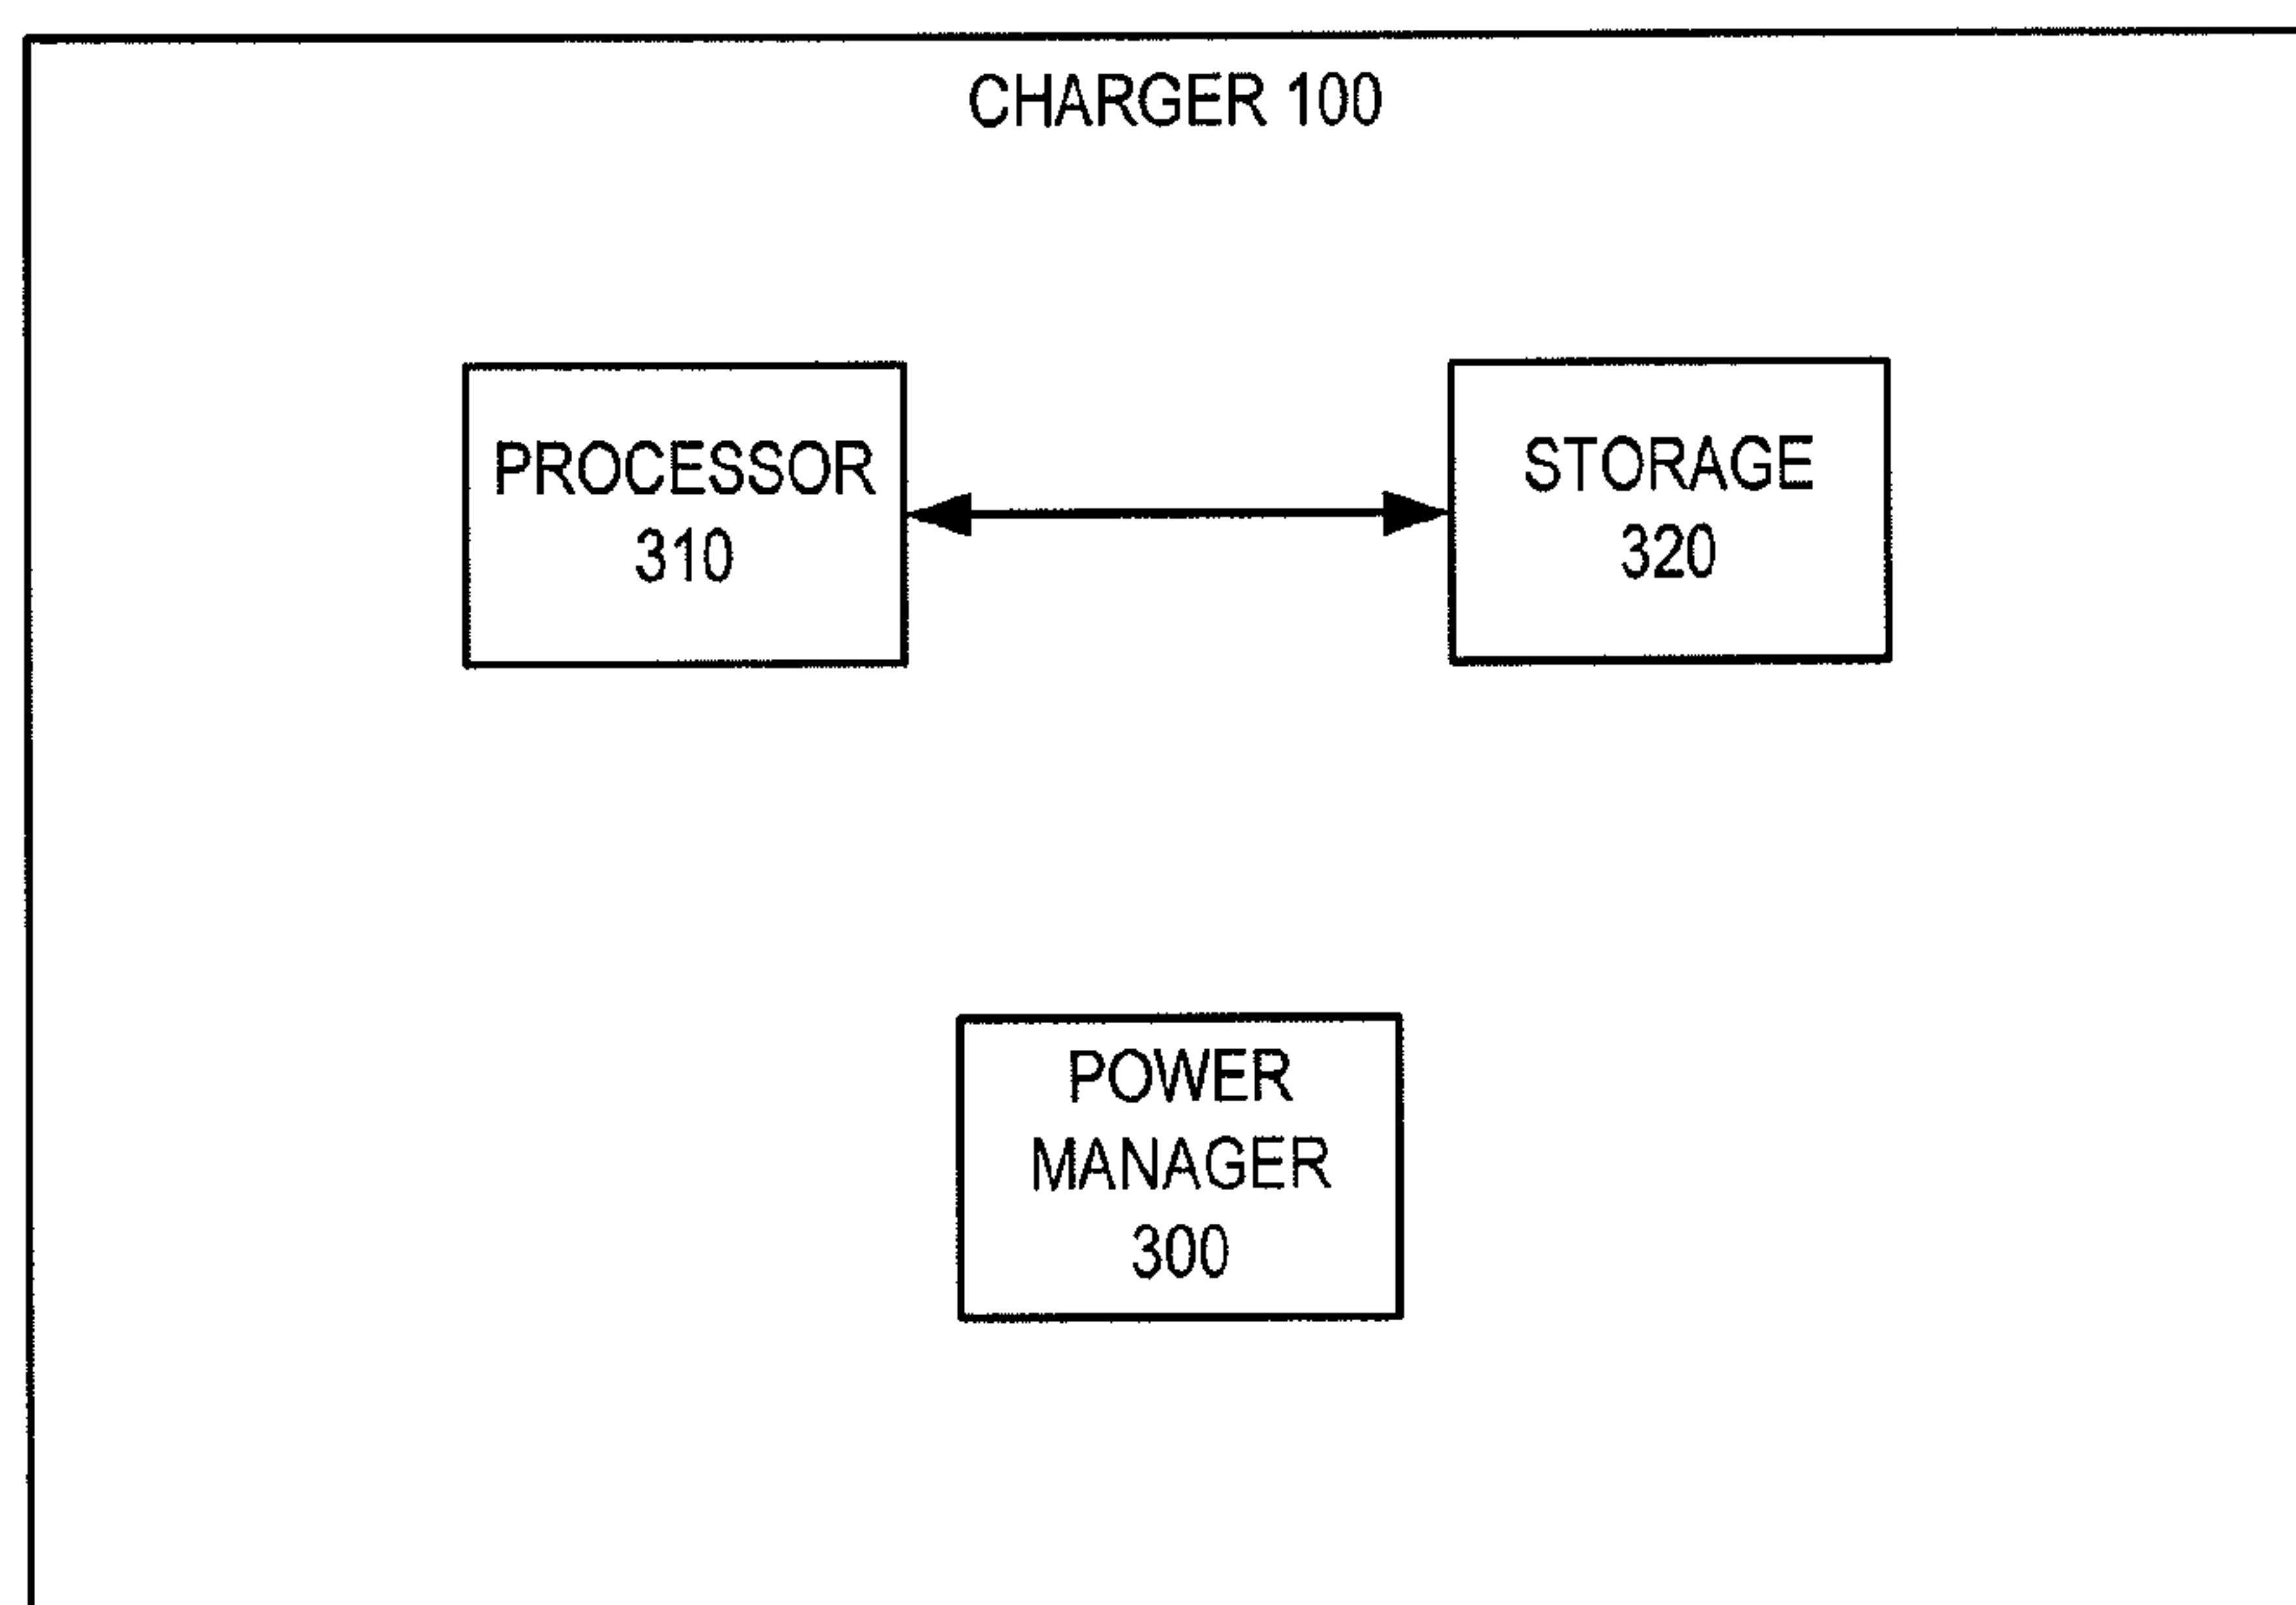 CHARGER 100
PROCESSOR
310
STORAGE
320
POWER
MANAGER
300